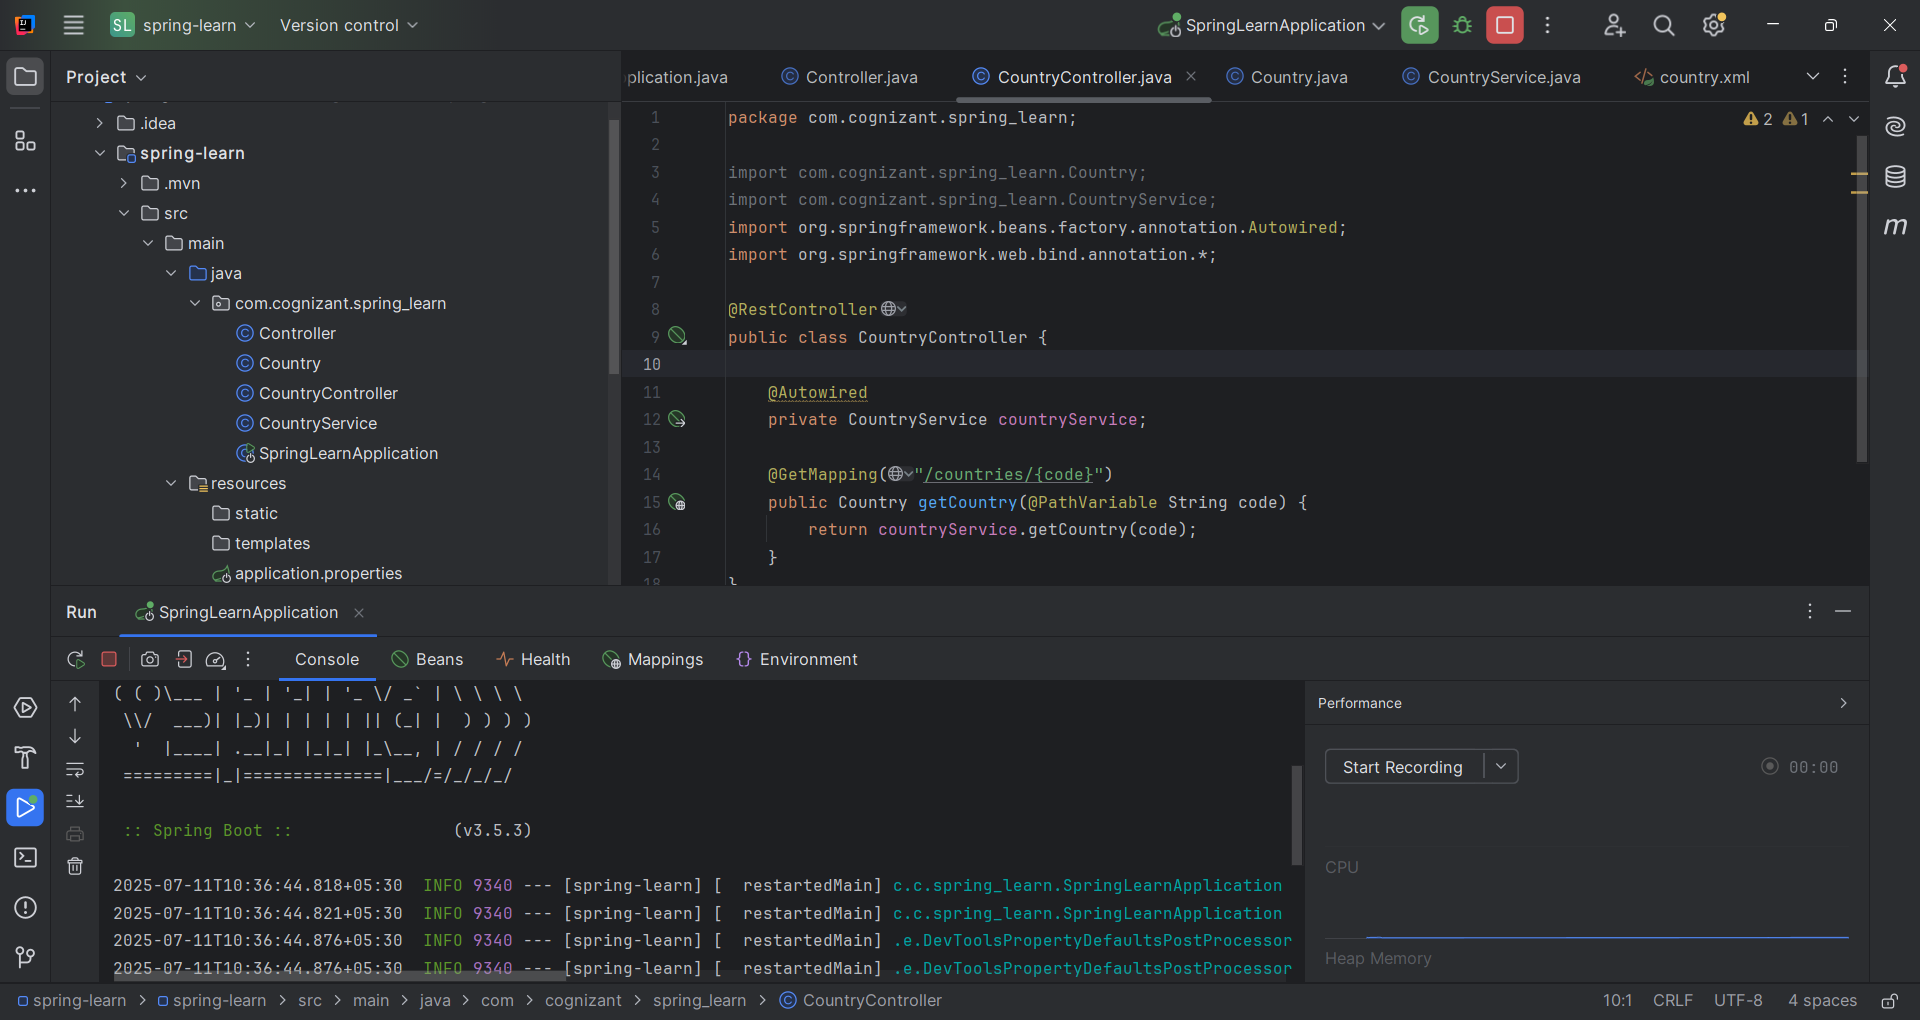 SL spring-learn Version control SpringLearnApplication
Project
.idea
spring-learn
.mvn
src
main
java
com.cognizant.spring_learn
Controller
Country
CountryController
CountryService
SpringLearnApplication
resources
static
templates
application.properties
plication.java Controller.java CountryController.java Country.java CountryService.java country.xml
2 1
1 package com.cognizant.spring_learn;
2
3 import com.cognizant.spring_learn.Country;
4 import com.cognizant.spring_learn.CountryService;
5 import org.springframework.beans.factory.annotation.Autowired;
6 import org.springframework.web.bind.annotation.*;
7
8 @RestController
9 public class CountryController {
10
11 @Autowired
12 private CountryService countryService;
13
14 @GetMapping("/countries/{code}")
15 public Country getCountry(@PathVariable String code) {
16 return countryService.getCountry(code);
17 }
18 }
Run SpringLearnApplication
Console Beans Health Mappings Environment
( ( )\___ | '_ | '_| | '_ \/ _` | \ \ \ \
\\/  ___)| |_)| | | | | || (_| |  ) ) ) )
'  |____| .__|_| |_|_| |_\__, | / / / /
=========|_|==============|___/=/_/_/_/
:: Spring Boot :: (v3.5.3)
2025-07-11T10:36:44.818+05:30 INFO 9340 --- [spring-learn] [ restartedMain] c.c.spring_learn.SpringLearnApplication
2025-07-11T10:36:44.821+05:30 INFO 9340 --- [spring-learn] [ restartedMain] c.c.spring_learn.SpringLearnApplication
2025-07-11T10:36:44.876+05:30 INFO 9340 --- [spring-learn] [ restartedMain] .e.DevToolsPropertyDefaultsPostProcessor
2025-07-11T10:36:44.876+05:30 INFO 9340 --- [spring-learn] [ restartedMain] .e.DevToolsPropertyDefaultsPostProcessor
Performance
Start Recording 00:00
CPU
Heap Memory
spring-learn > spring-learn > src > main > java > com > cognizant > spring_learn > CountryController 10:1 CRLF UTF-8 4 spaces